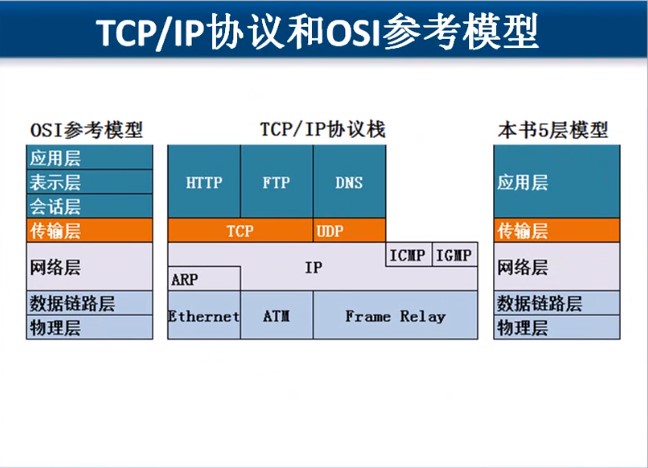 TCP/IP协议和OSI参考模型
OSI参考模型
应用层
表示层
会话层
传输层
网络层
数据链路层
物理层
TCP/IP协议栈
HTTP FTP DNS
TCP UDP
ICMP IGMP
IP
ARP
Ethernet ATM Frame Relay
本书5层模型
应用层
传输层
网络层
数据链路层
物理层